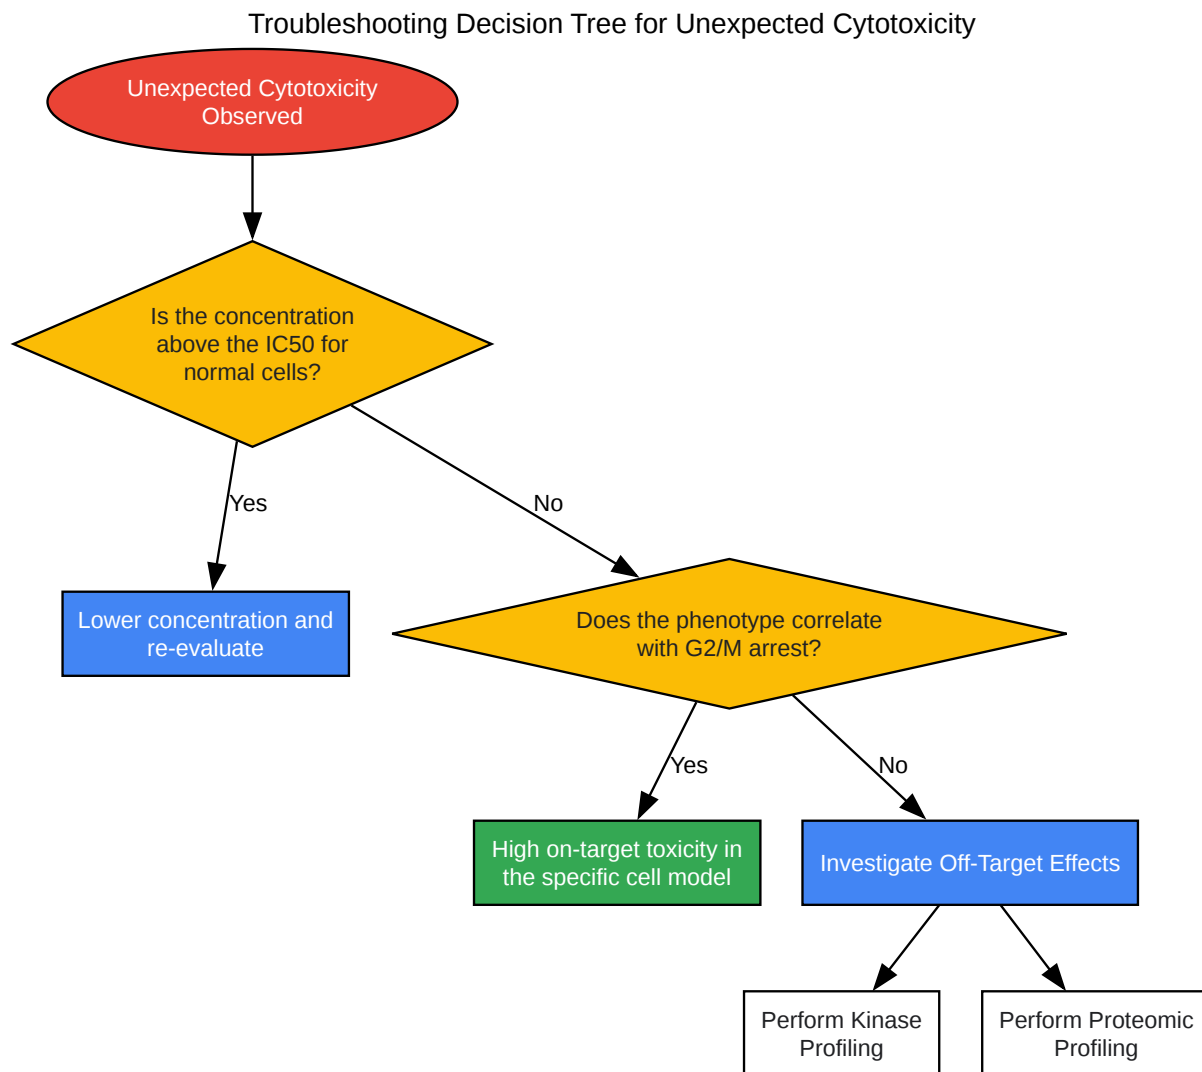 Troubleshooting Decision Tree for Unexpected Cytotoxicity
Unexpected Cytotoxicity
Observed
Is the concentration
above the IC50 for
normal cells?
Yes
No
Lower concentration and
re-evaluate
Does the phenotype correlate
with G2/M arrest?
Yes
No
High on-target toxicity in
the specific cell model
Investigate Off-Target Effects
Perform Kinase
Profiling
Perform Proteomic
Profiling